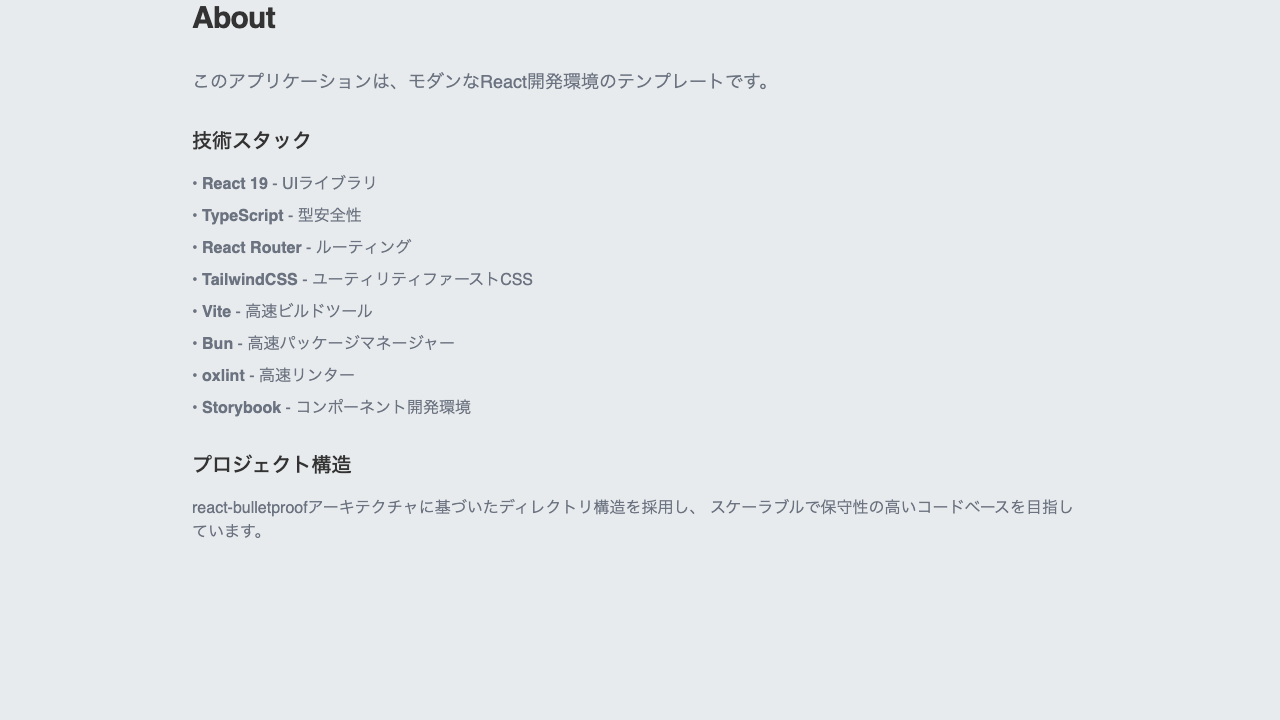 About
このアプリケーションは、モダンなReact開発環境のテンプレートです。
技術スタック
• React 19 - UIライブラリ
• TypeScript - 型安全性
• React Router - ルーティング
• TailwindCSS - ユーティリティファーストCSS
• Vite - 高速ビルドツール
• Bun - 高速パッケージマネージャー
• oxlint - 高速リンター
• Storybook - コンポーネント開発環境
プロジェクト構造
react-bulletproofアーキテクチャに基づいたディレクトリ構造を採用し、 スケーラブルで保守性の高いコードベースを目指し
ています。